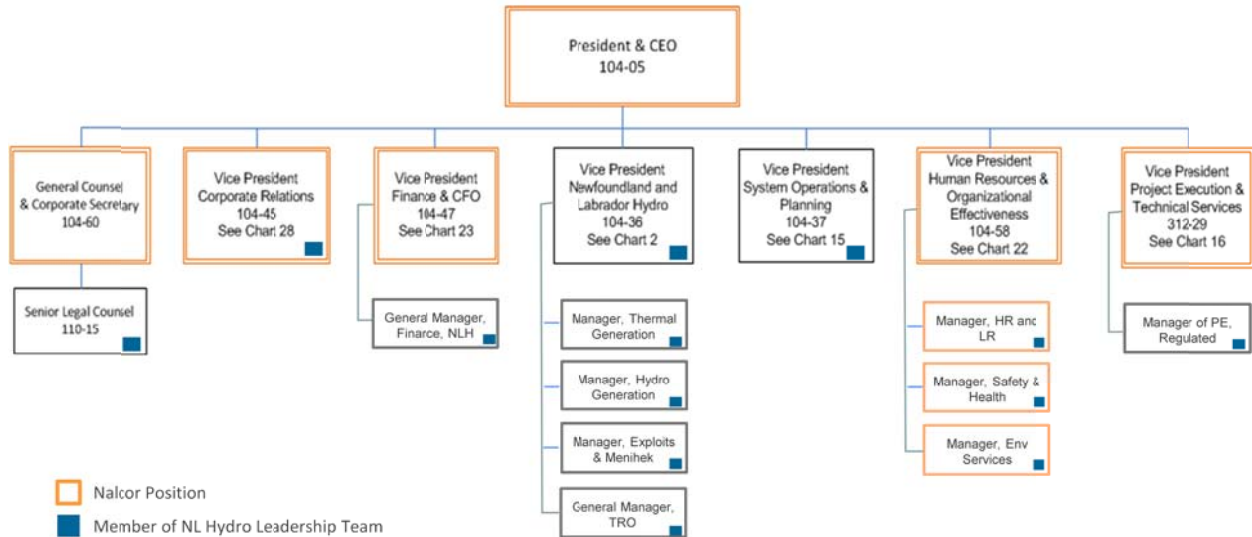 President & CEO
104-05
General Counsel
& Corporate Secretary
104-60
Vice President
Corporate Relations
104-45
See Chart 28
Vice President
Finance & CFO
104-47
See Chart 23
Vice President
Newfoundland and
Labrador Hydro
104-36
See Chart 2
Vice President
System Operations &
Planning
104-37
See Chart 15
Vice President
Human Resources &
Organizational
Effectiveness
104-58
See Chart 22
Vice President
Project Execution &
Technical Services
312-29
See Chart 16
Senior Legal Counsel
110-15
General Manager,
Finance, NLH
Manager, Thermal
Generation
Manager, Hydro
Generation
Manager, Exploits
& Menihek
General Manager,
TRO
Manager, HR and
LR
Manager, Safety &
Health
Manager, Env
Services
Manager of PE,
Regulated
Nalcor Position
Member of NL Hydro Leadership Team